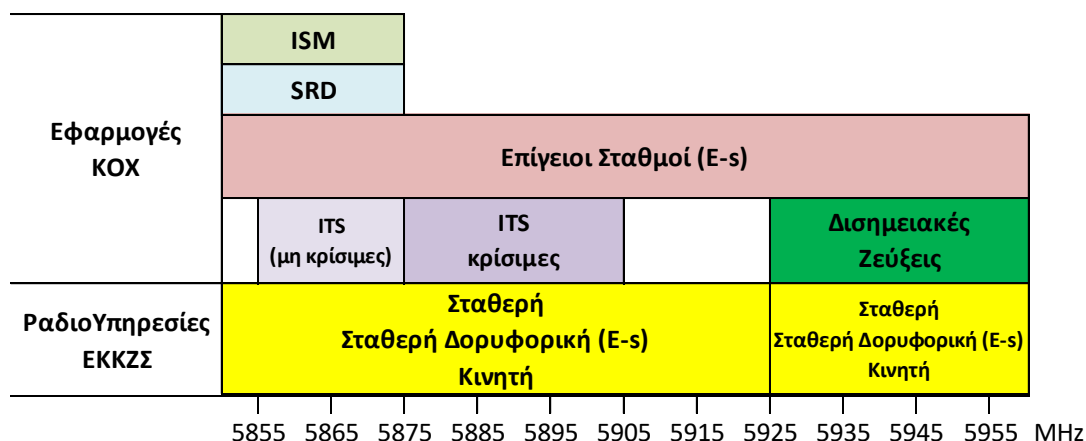 ISM
SRD
Εφαρμογές
ΚΟΧ
Επίγειοι Σταθμοί (E-s)
ITS
(μη κρίσιμες)
ITS
κρίσιμες
Δισημειακές
Ζεύξεις
ΡαδιοΥπηρεσίες
ΕΚΚΖΣ
Σταθερή
Σταθερή Δορυφορική (E-s)
Κινητή
Σταθερή
Σταθερή Δορυφορική (E-s)
Κινητή
5855 5865 5875 5885 5895 5905 5915 5925 5935 5945 5955 MHz